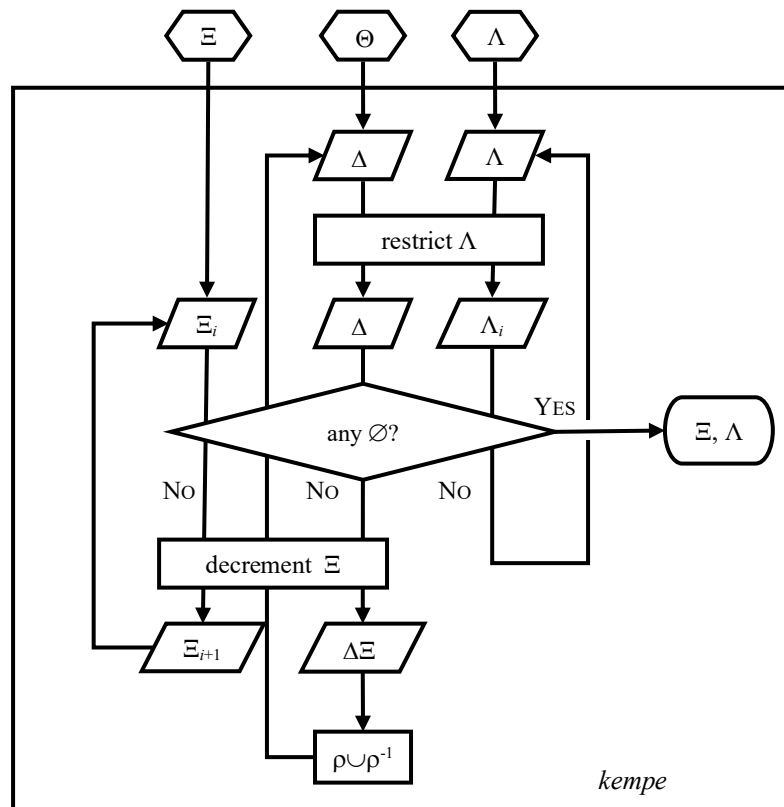 Ξ Θ Λ
Δ Λ
restrict Λ
Ξi Δ Λi
YES
any ∅?
Ξ, Λ
NO NO NO
decrement Ξ
Ξi+1 ΔΞ
ρ∪ρ-1
kempe